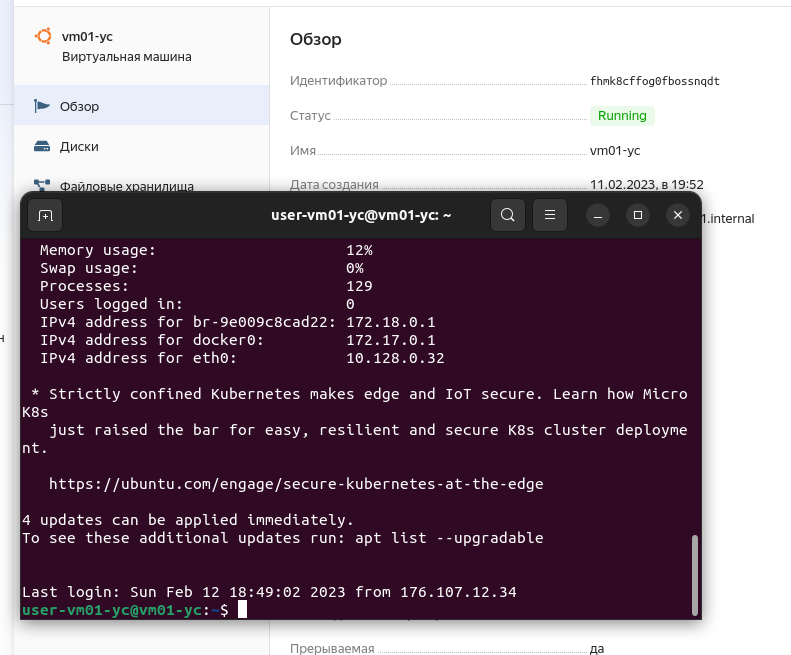 vm01-yc
Виртуальная машина
Обзор
Диски
Файловые хранилища
Обзор
Идентификатор fhmk8cffog0fbossnqdt
Статус Running
Имя vm01-yc
Дата создания 11.02.2023, в 19:52
1.internal
н
user-vm01-yc@vm01-yc: ~
Memory usage: 12%
Swap usage: 0%
Processes: 129
Users logged in: 0
IPv4 address for br-9e009c8cad22: 172.18.0.1
IPv4 address for docker0: 172.17.0.1
IPv4 address for eth0: 10.128.0.32
* Strictly confined Kubernetes makes edge and IoT secure. Learn how Micro
K8s
just raised the bar for easy, resilient and secure K8s cluster deployme
nt.
https://ubuntu.com/engage/secure-kubernetes-at-the-edge
4 updates can be applied immediately.
To see these additional updates run: apt list --upgradable
Last login: Sun Feb 12 18:49:02 2023 from 176.107.12.34
user-vm01-yc@vm01-yc:~$
Прерываемая да